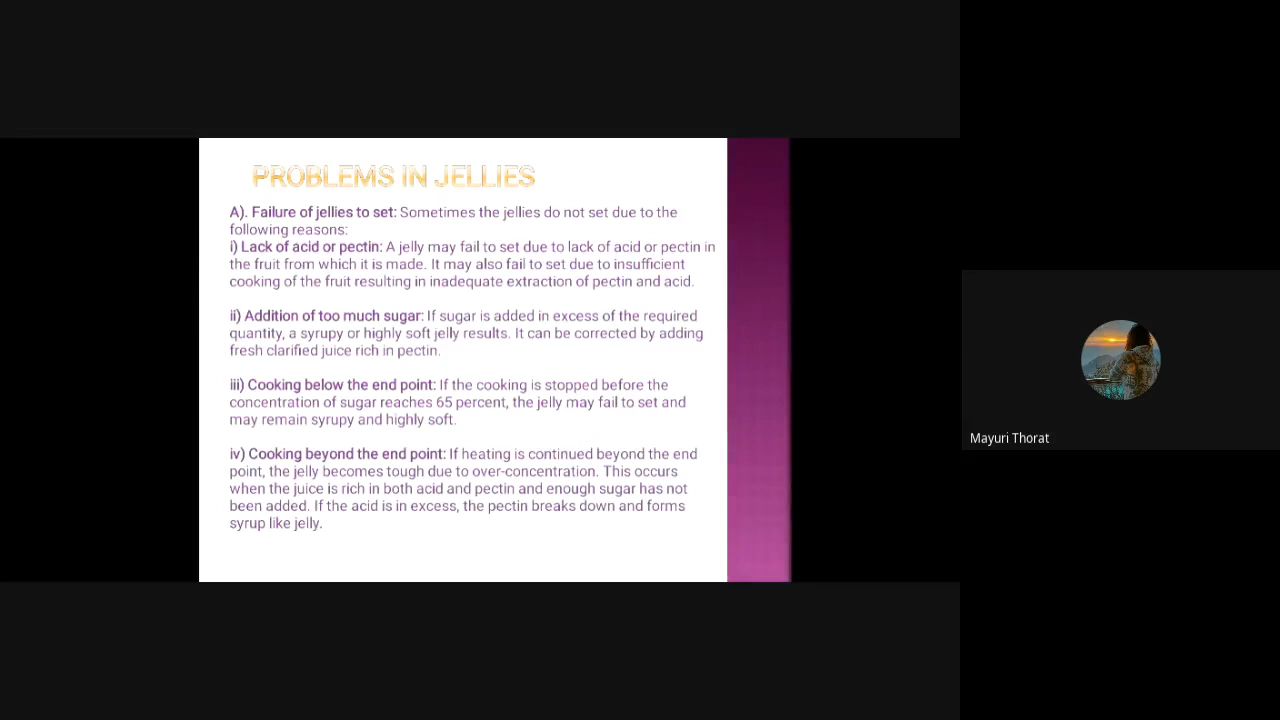 PROBLEMS IN JELLIES
A). Failure of jellies to set: Sometimes the jellies do not set due to the
following reasons:
i) Lack of acid or pectin: A jelly may fail to set due to lack of acid or pectin in
the fruit from which it is made. It may also fail to set due to insufficient
cooking of the fruit resulting in inadequate extraction of pectin and acid.
ii) Addition of too much sugar: If sugar is added in excess of the required
quantity, a syrupy or highly soft jelly results. It can be corrected by adding
fresh clarified juice rich in pectin.
iii) Cooking below the end point: If the cooking is stopped before the
concentration of sugar reaches 65 percent, the jelly may fail to set and
may remain syrupy and highly soft.
iv) Cooking beyond the end point: If heating is continued beyond the end
point, the jelly becomes tough due to over-concentration. This occurs
when the juice is rich in both acid and pectin and enough sugar has not
been added. If the acid is in excess, the pectin breaks down and forms
syrup like jelly.
Mayuri Thorat